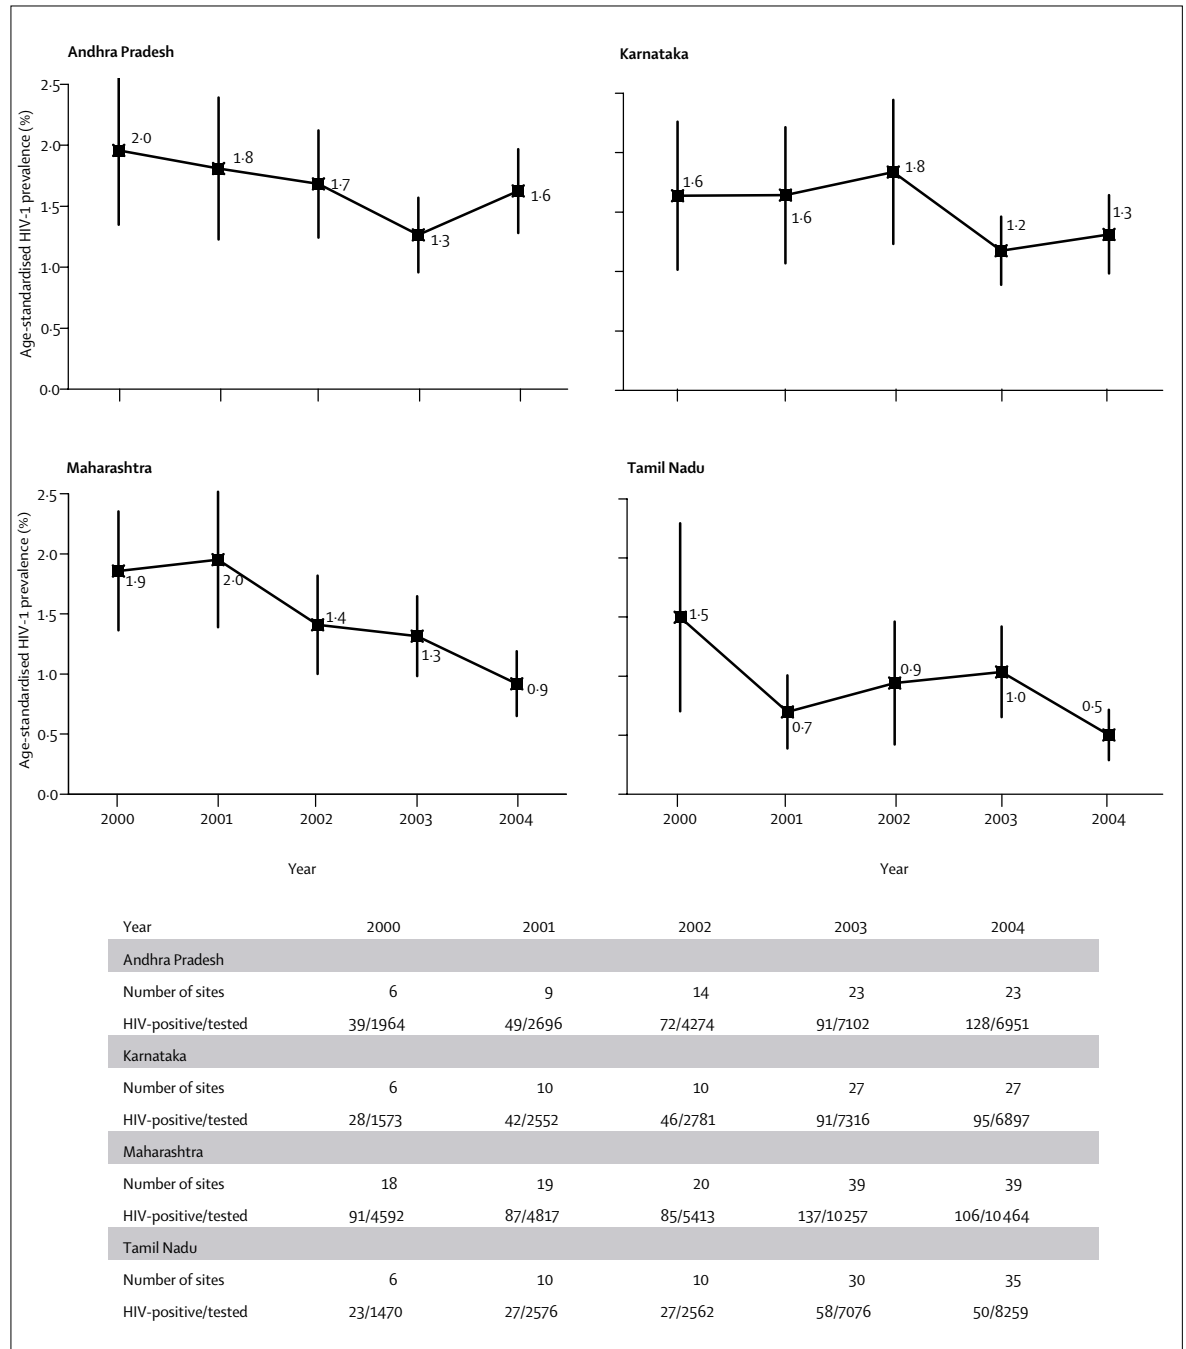 Andhra Pradesh
Karnataka
Age-standardised HIV-1 prevalence (%)
2·5
2·0
1·5
1·0
0·5
0·0
2·0
1·8
1·7
1·3
1·6
1·6
1·6
1·8
1·2
1·3
Maharashtra
Tamil Nadu
Age-standardised HIV-1 prevalence (%)
2·5
2·0
1·5
1·0
0·5
0·0
1·9
2·0
1·4
1·3
0·9
1·5
0·7
0·9
1·0
0·5
2000 2001 2002 2003 2004
2000 2001 2002 2003 2004
Year
Year
Year 2000 2001 2002 2003 2004
Andhra Pradesh
Number of sites 6 9 14 23 23
HIV-positive/tested 39/1964 49/2696 72/4274 91/7102 128/6951
Karnataka
Number of sites 6 10 10 27 27
HIV-positive/tested 28/1573 42/2552 46/2781 91/7316 95/6897
Maharashtra
Number of sites 18 19 20 39 39
HIV-positive/tested 91/4592 87/4817 85/5413 137/10 257 106/10 464
Tamil Nadu
Number of sites 6 10 10 30 35
HIV-positive/tested 23/1470 27/2576 27/2562 58/7076 50/8259